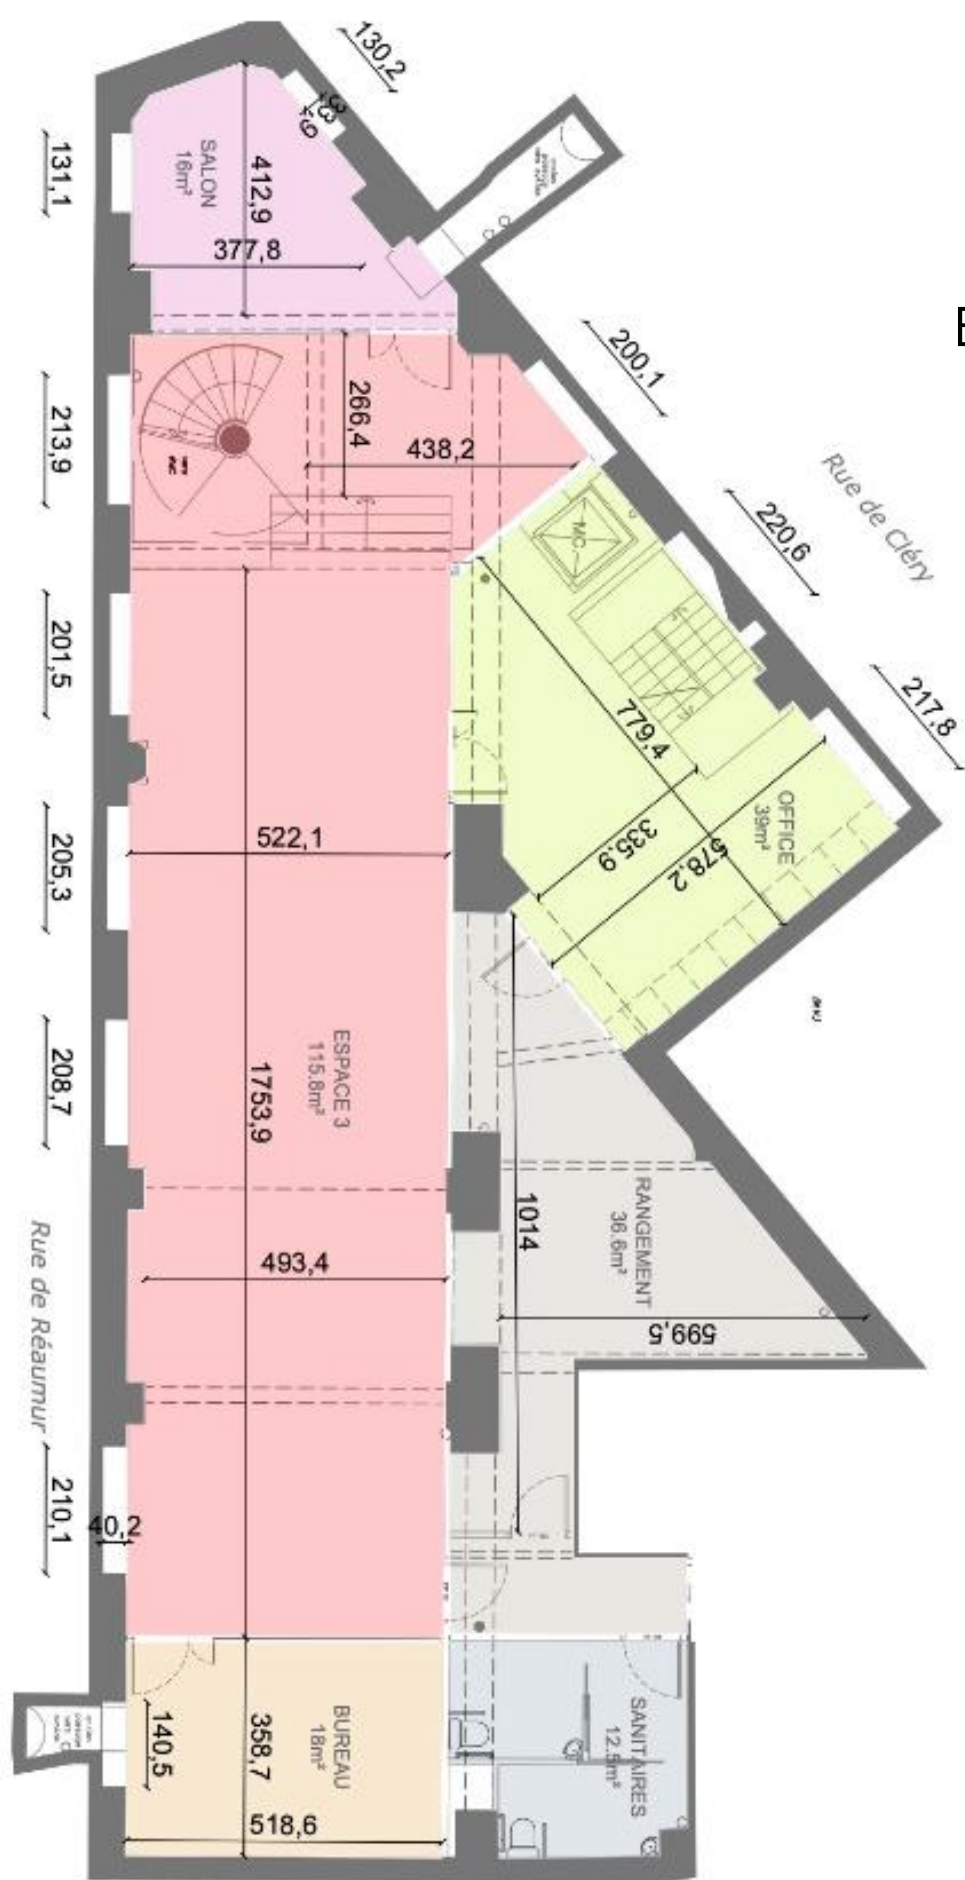 130,2
33,9
131,1
SALON
16m²
412,9
377,8
E
200,1
213,9
266,4
438,2
Rue de Cléry
220,6
MC
201,5
217,8
779,4
OFFICE
39m²
335,9
578,2
205,3
522,1
208,7
ESPACE 3
115.8m²
1753,9
RANGEMENT
36.6m²
1014
599,5
493,4
Rue de Réaumur
210,1
40,2
BUREAU
18m²
140,5
358,7
518,6
SANITAIRES
12.5m²